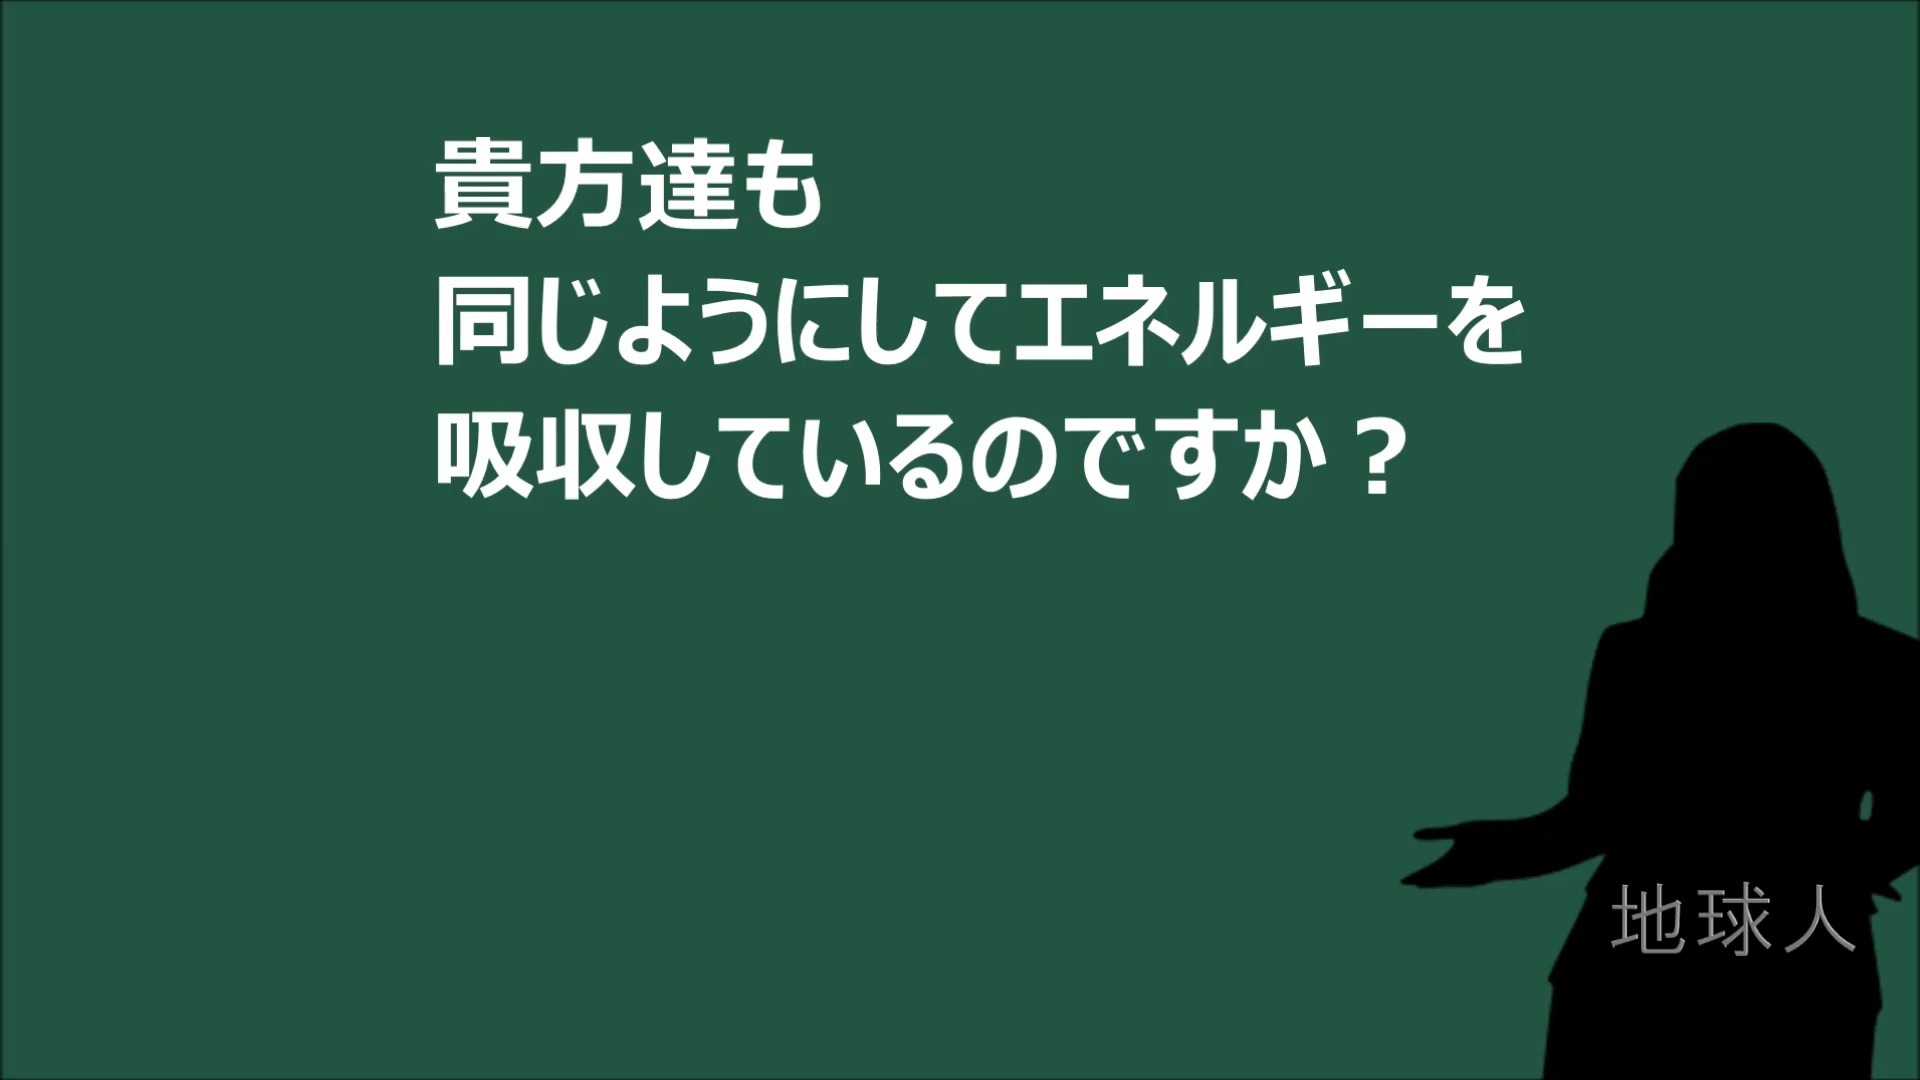 貴方達も
同じようにしてエネルギーを
吸収しているのですか？
地球人